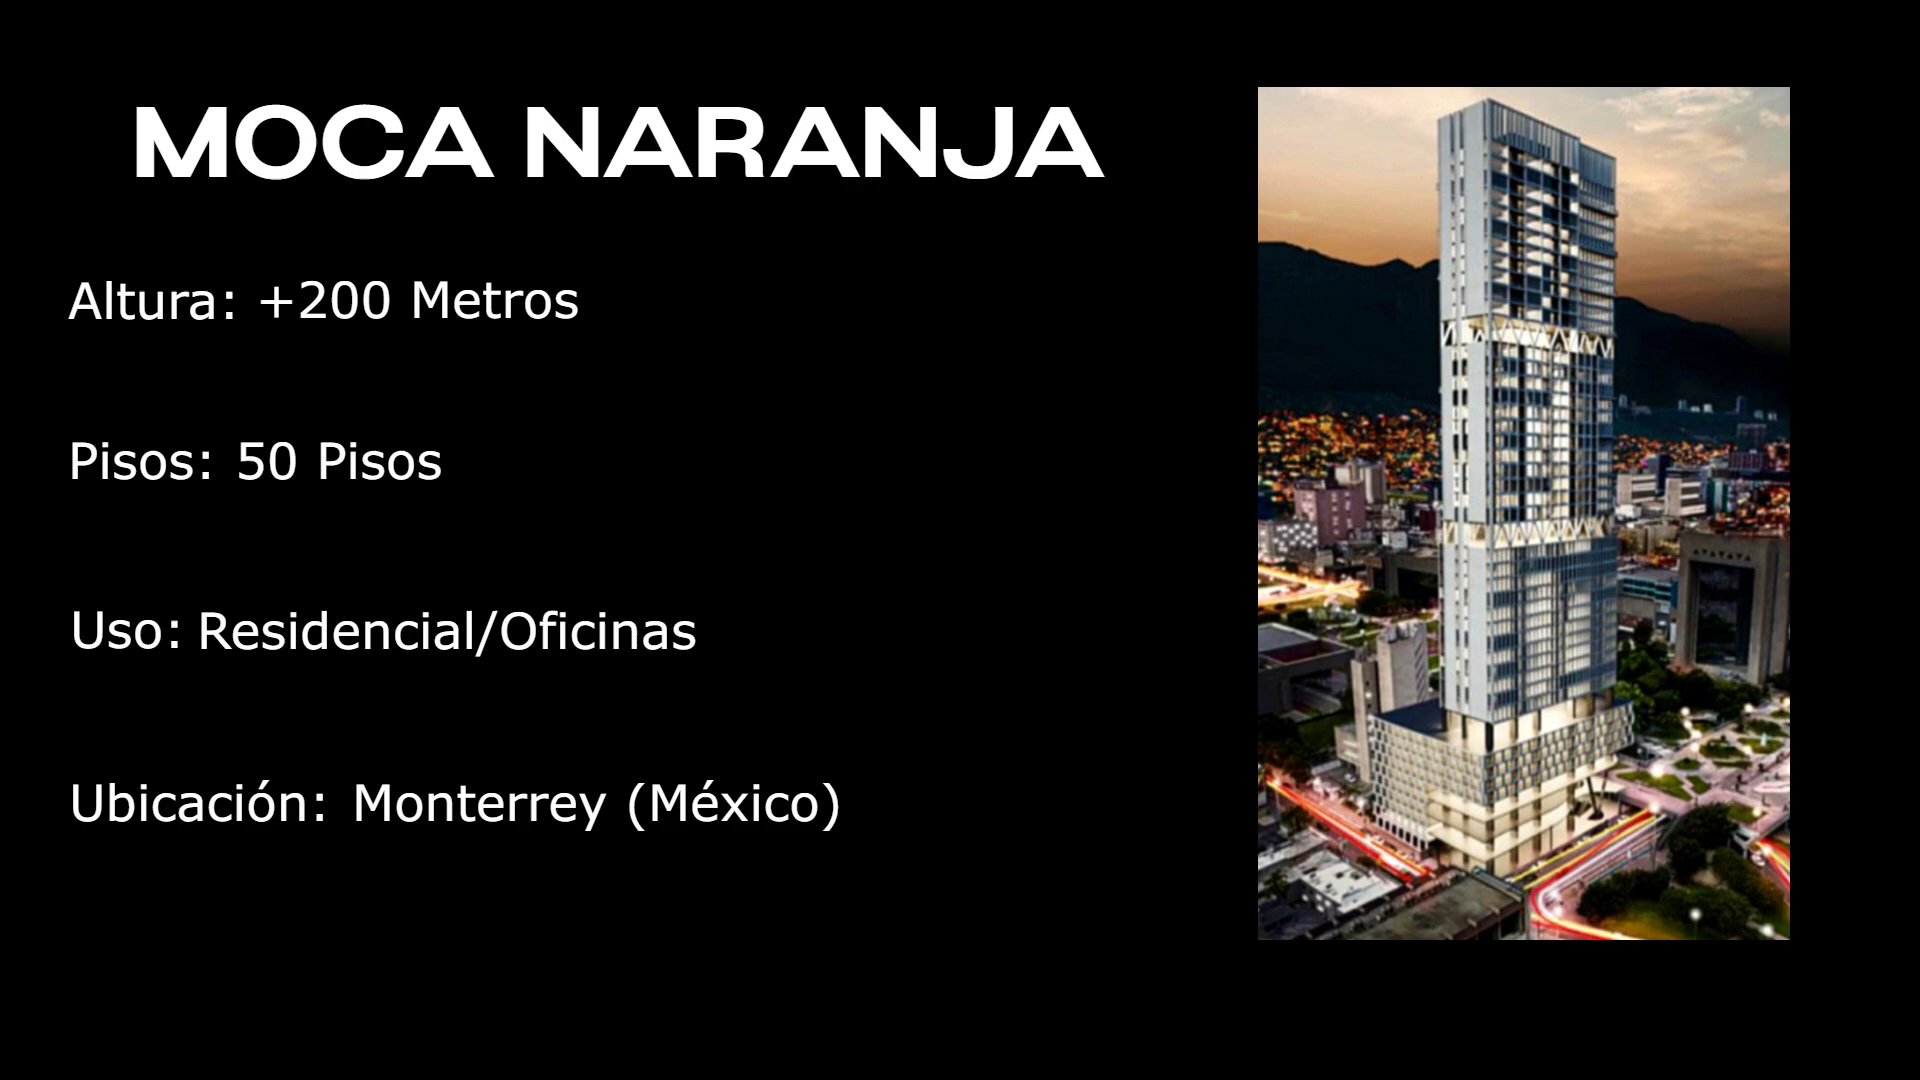 MOCA NARANJA
Altura: +200 Metros
Pisos: 50 Pisos
Uso: Residencial/Oficinas
Ubicación: Monterrey (México)